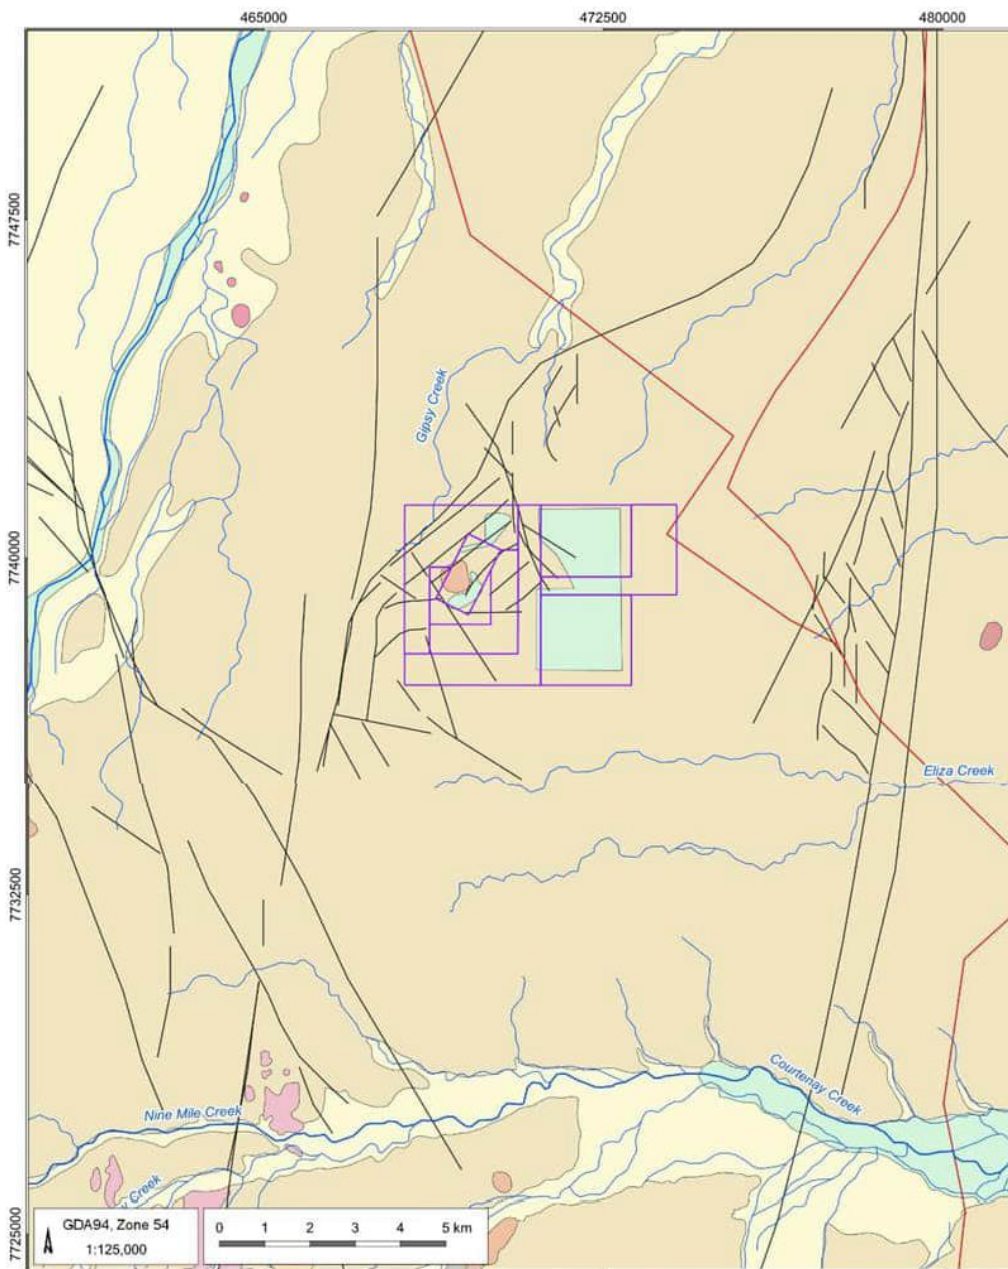 465000
472500
480000
7747500
Gipsy Creek
7740000
Eliza Creek
7732500
Courtenay Creek
Nine Mile Creek
y Creek
7725000
GDA94, Zone 54
1:125,000
0 1 2 3 4 5 km